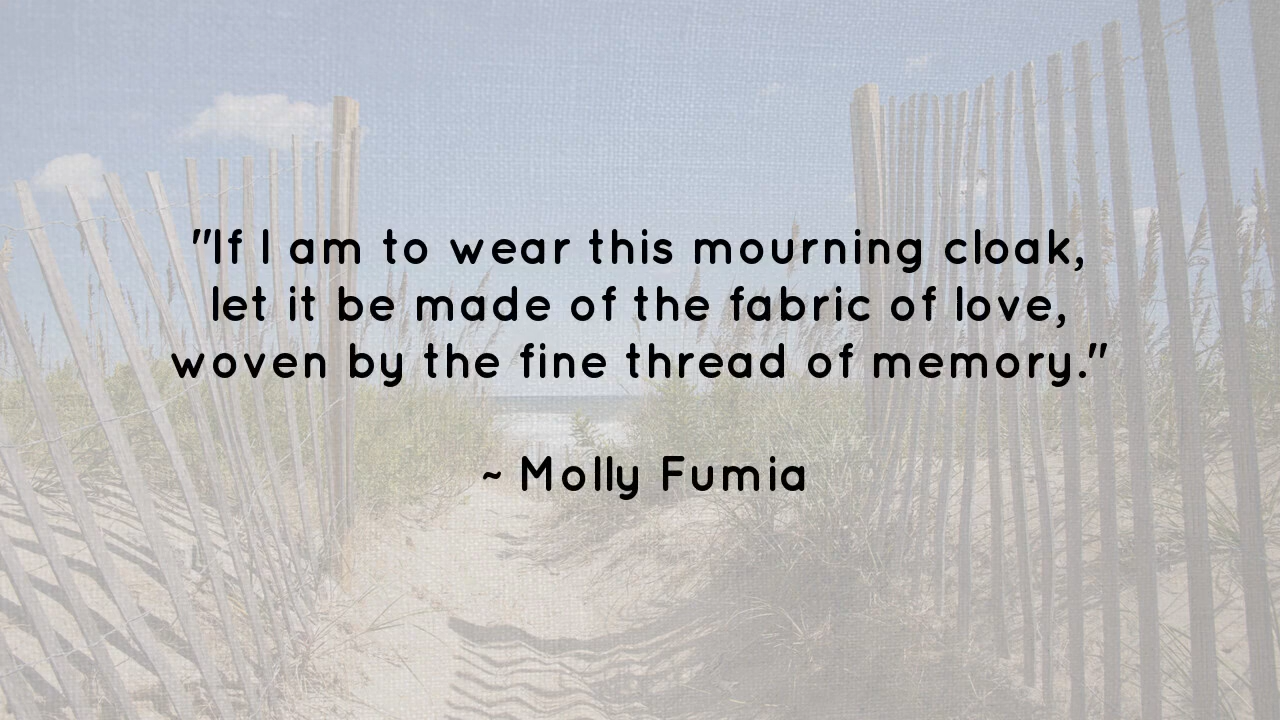 "If I am to wear this mourning cloak,
let it be made of the fabric of love,
woven by the fine thread of memory."
~ Molly Fumia